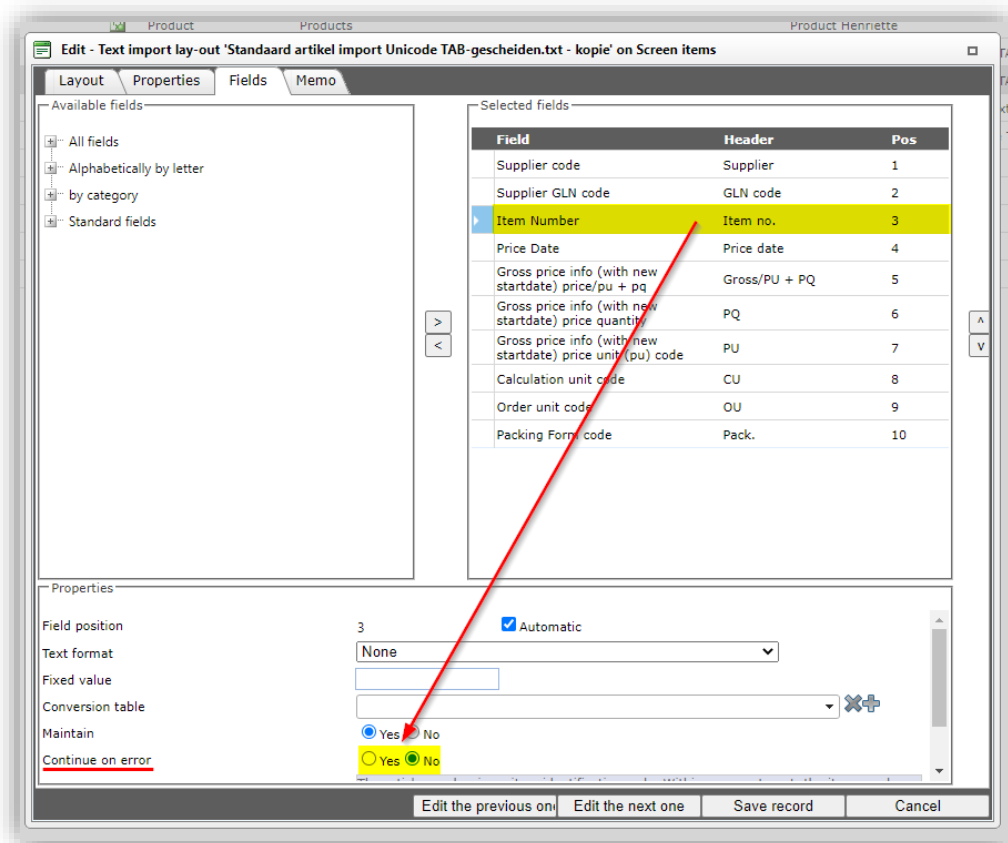 Product Products Product Henriette
Edit - Text import lay-out 'Standaard artikel import Unicode TAB-gescheiden.txt - kopie' on Screen items
Layout Properties Fields Memo
Available fields
All fields
Alphabetically by letter
by category
Standard fields
Selected fields
Field Header Pos
Supplier code Supplier 1
Supplier GLN code GLN code 2
Item Number Item no. 3
Price Date Price date 4
Gross price info (with new
startdate) price/pu + pq Gross/PU + PQ 5
Gross price info (with new
startdate) price quantity PQ 6
Gross price info (with new
startdate) price unit (pu) code PU 7
Calculation unit code CU 8
Order unit code OU 9
Packing Form code Pack. 10
>
<
^
v
Properties
Field position 3 Automatic
Text format None
Fixed value
Conversion table
Maintain Yes No
Continue on error Yes No
Edit the previous on Edit the next one Save record Cancel